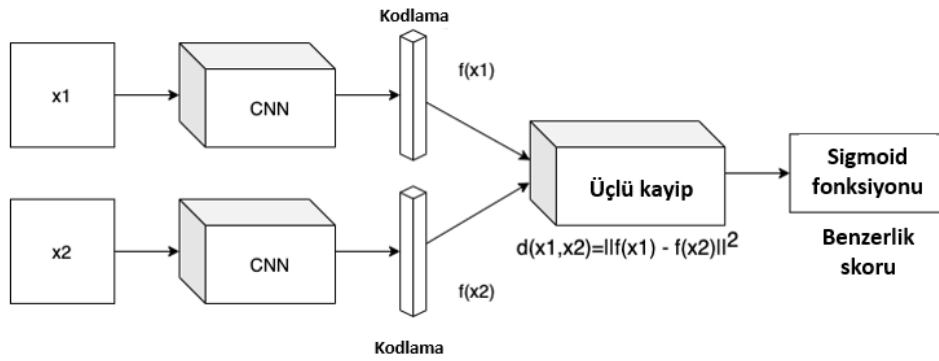 Kodlama
x1
CNN
f(x1)
Üçlü kayip
d(x1,x2)=||f(x1) - f(x2)||²
Sigmoid
fonksiyonu
Benzerlik
skoru
x2
CNN
f(x2)
Kodlama